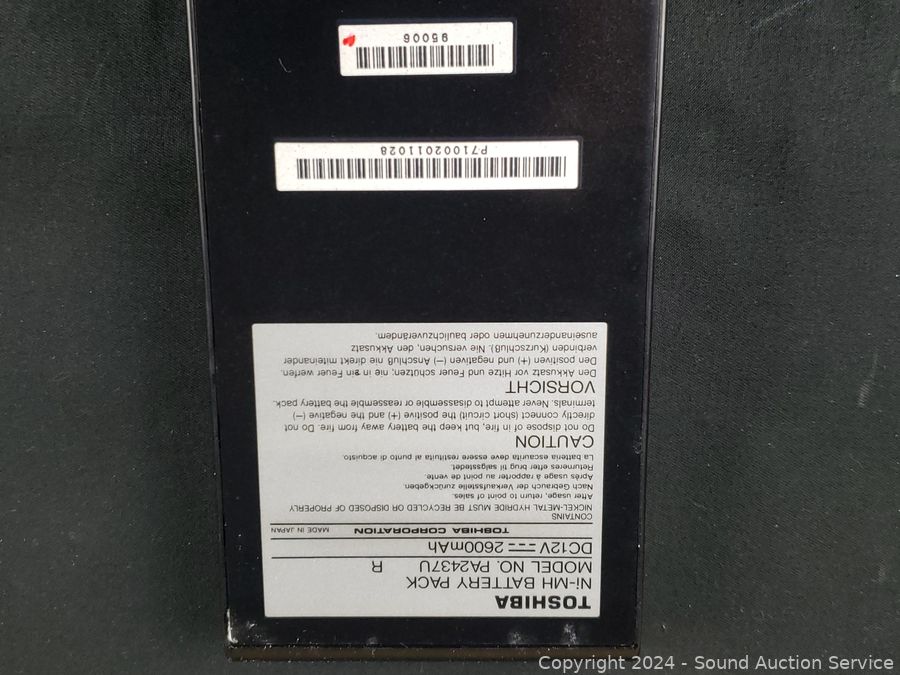 TOSHIBA
Ni-MH BATTERY PACK
MODEL NO. PA2437U R
DC12V ⎓ 2600mAh
TOSHIBA CORPORATION MADE IN JAPAN
CONTAINS
NICKEL-METAL HYDRIDE MUST BE RECYCLED OR DISPOSED OF PROPERLY
After usage, return to point of sales.
Nach Gebrauch der Verkaufsstelle zurückgeben.
Après usage à rapporter au point de vente.
Returneres efter brug til salgsstedet.
La batteria escaurita deve essere restituita al punto di acquisto.
CAUTION
Do not dispose of in fire, but keep the battery away from fire. Do not
directly connect (short circuit) the positive (+) and the negative (−)
terminals. Never attempt to disassemble or reassemble the battery pack.
VORSICHT
Den Akkusatz vor Hitze und Feuer schützen; nie in ein Feuer werfen.
Den positiven (+) und negativen (−) Anschluß nie direkt miteinander
verbinden (Kurzschluß). Nie versuchen, den Akkusatz
auseinanderzunehmen oder baulichzuverändern.
P71002011028
95006
Copyright 2024 - Sound Auction Service